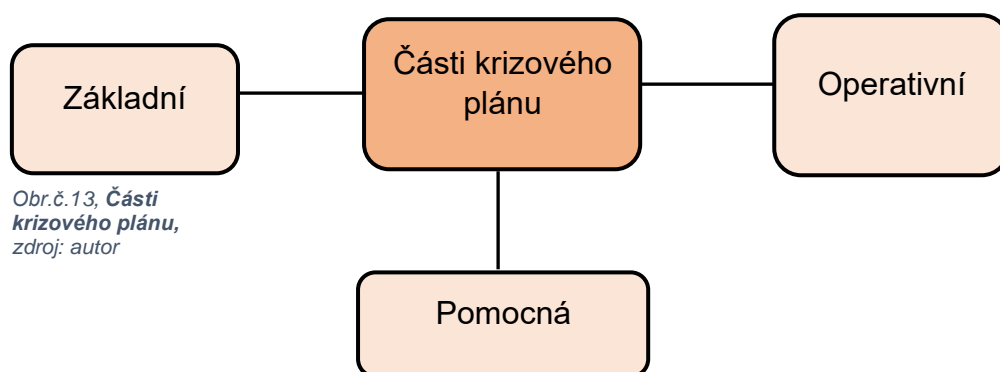 Základní
Části krizového
plánu
Operativní
Obr.č.13, Části
krizového plánu,
zdroj: autor
Pomocná